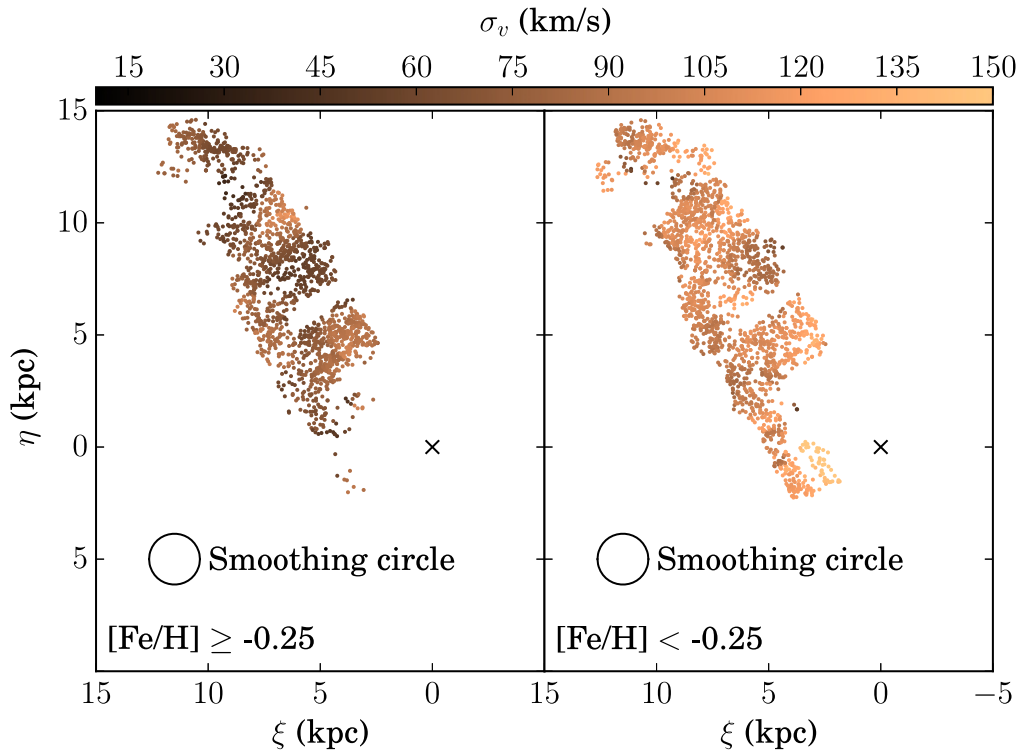 σ_v (km/s)
15 30 45 60 75 90 105 120 135 150
15
10
5
0
5
η (kpc)
Smoothing circle
Smoothing circle
[Fe/H] ≥ -0.25
[Fe/H] < -0.25
15 10 5 0 15 10 5 0 −5
ξ (kpc)
ξ (kpc)